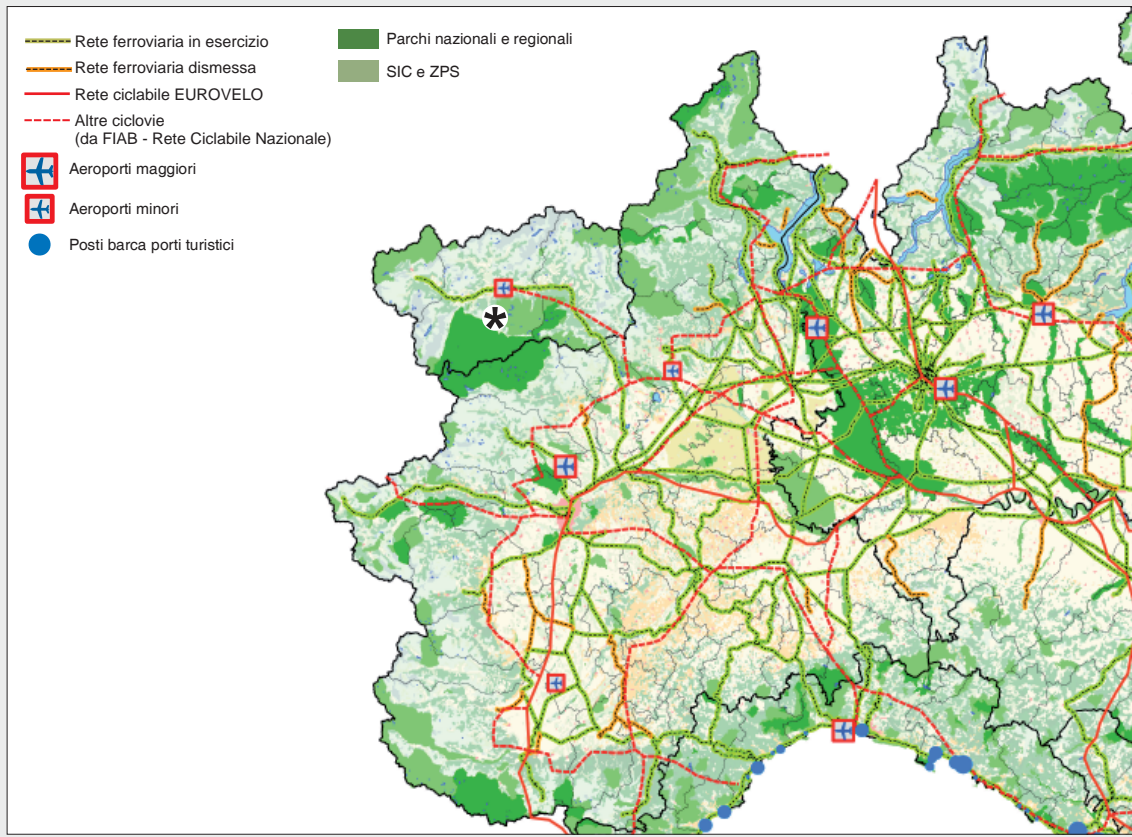 Rete ferroviaria in esercizio
Rete ferroviaria dismessa
Rete ciclabile EUROVELO
Altre ciclovie
(da FIAB - Rete Ciclabile Nazionale)
Aeroporti maggiori
Aeroporti minori
Posti barca porti turistici
Parchi nazionali e regionali
SIC e ZPS
*